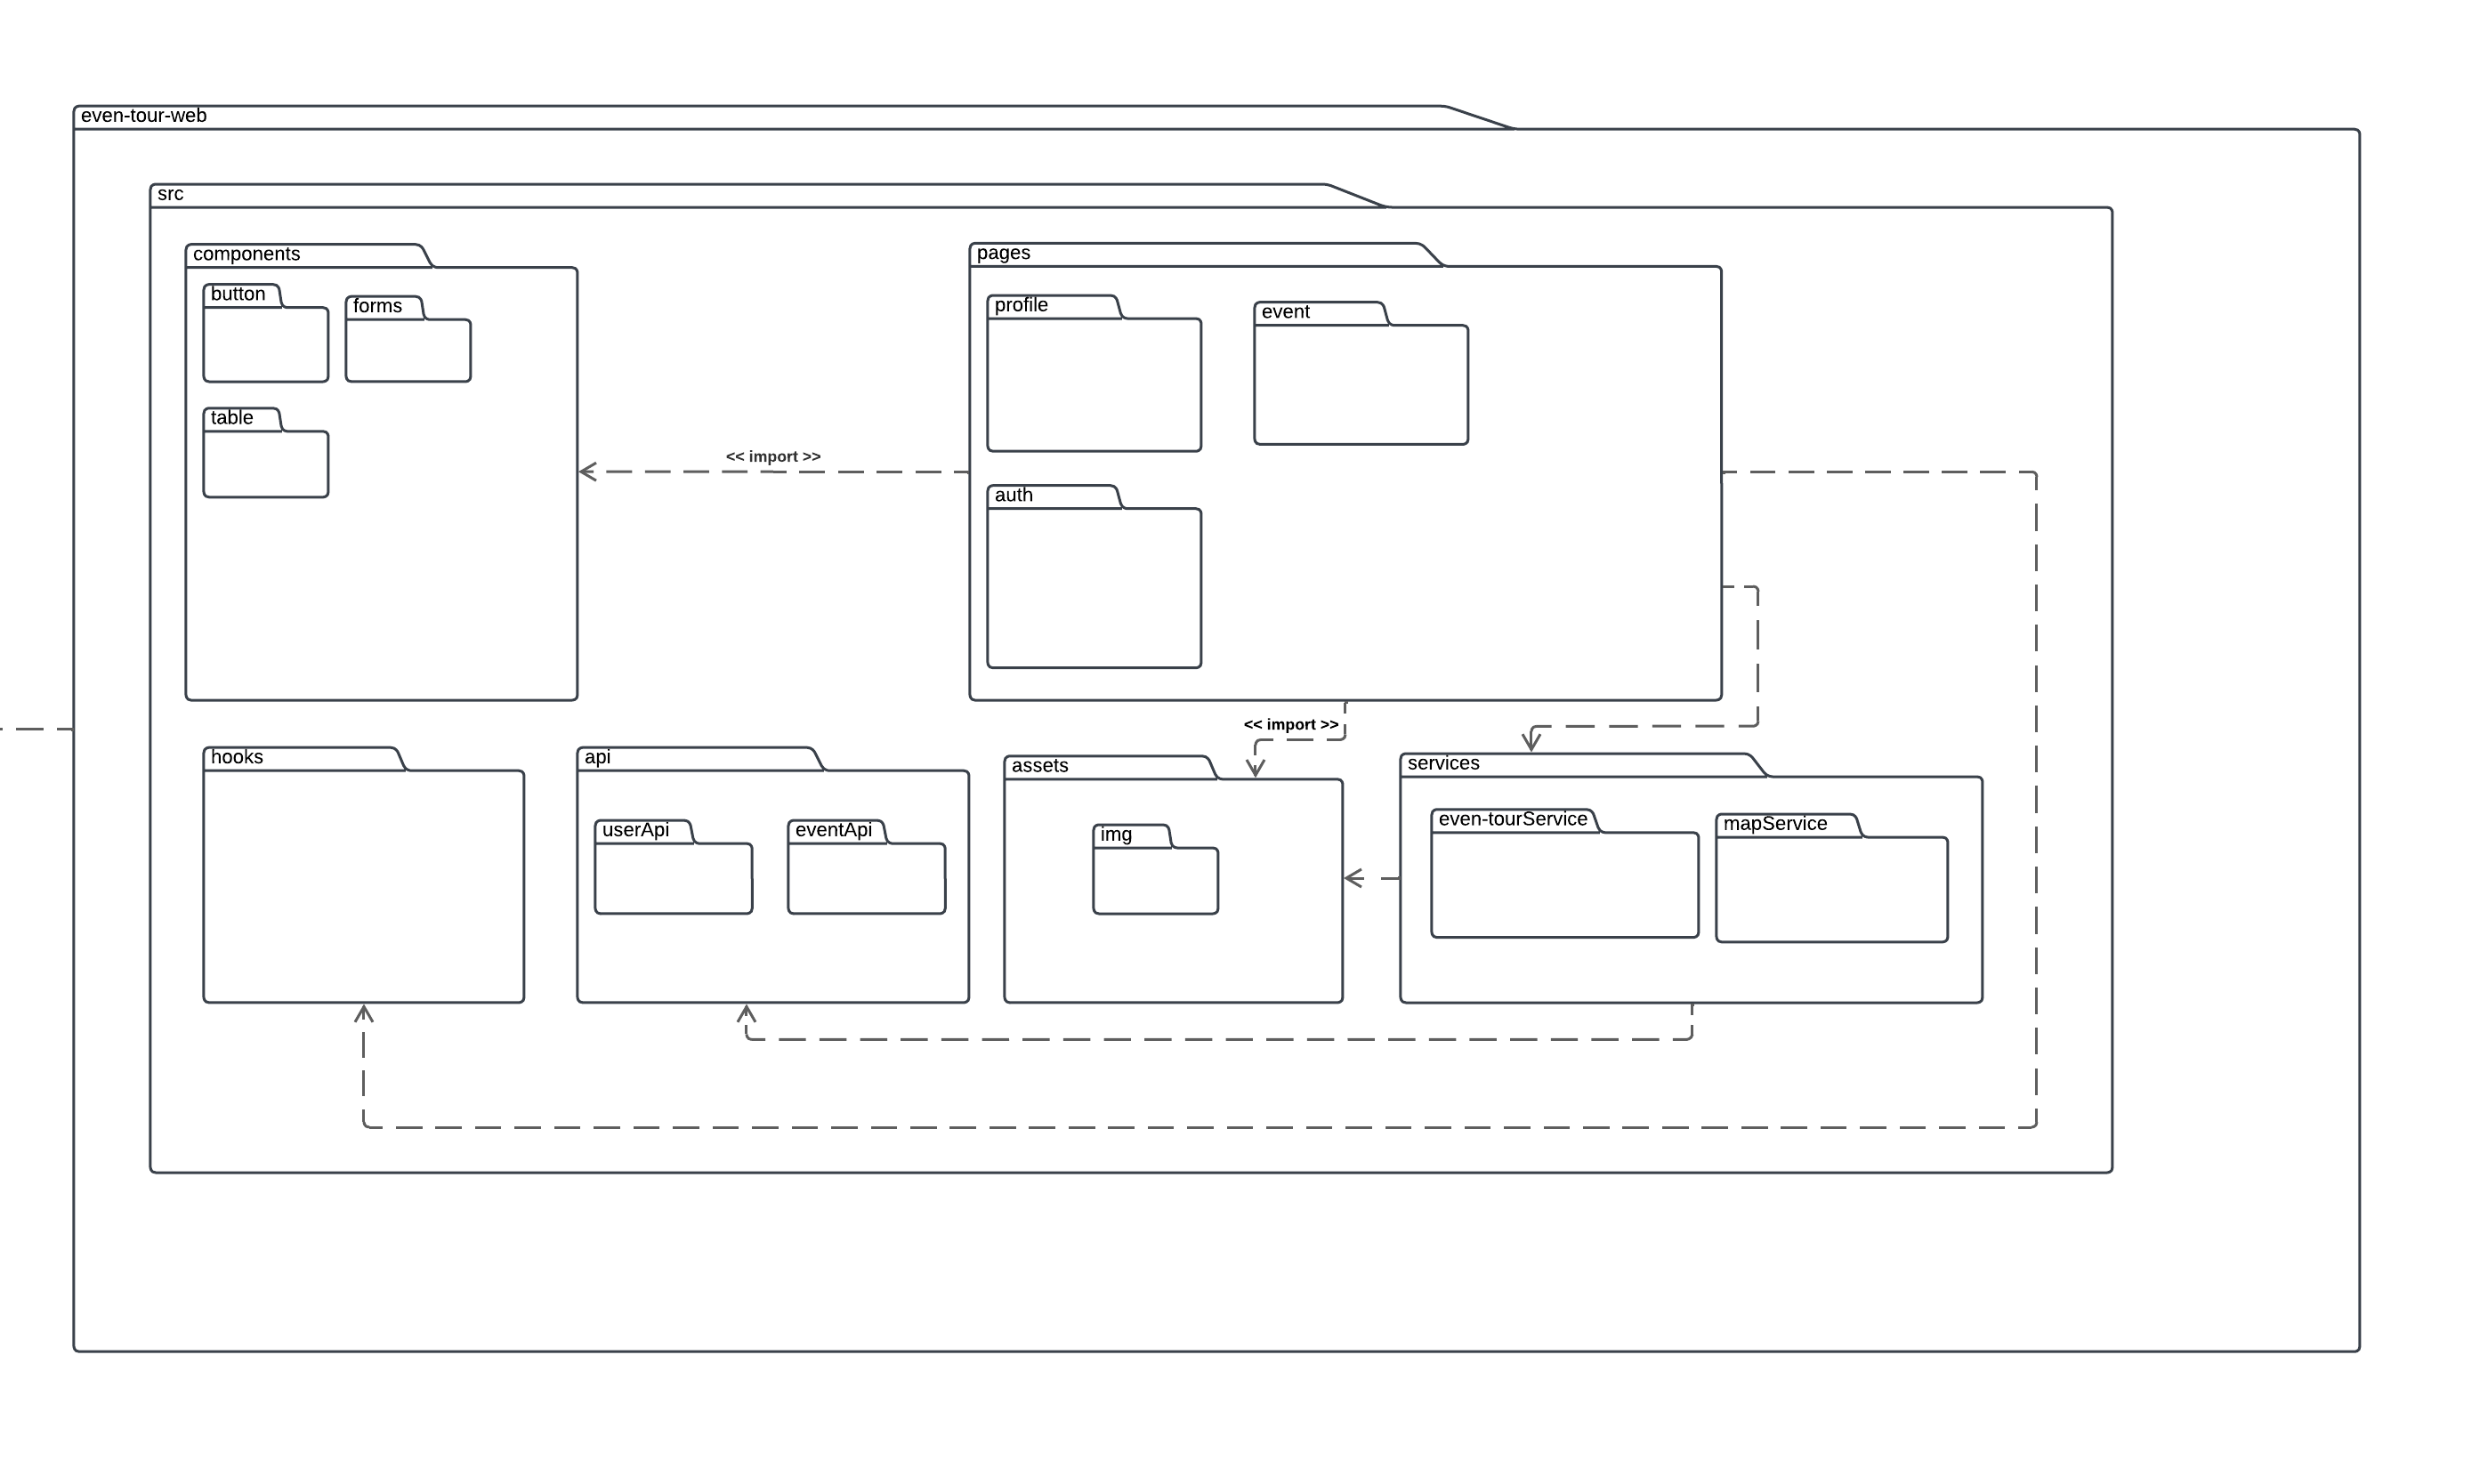 even-tour-web
src
components
pages
button
forms
profile
event
table
<< import >>
auth
<< import >>
hooks
api
assets
services
userApi
eventApi
img
even-tourService
mapService